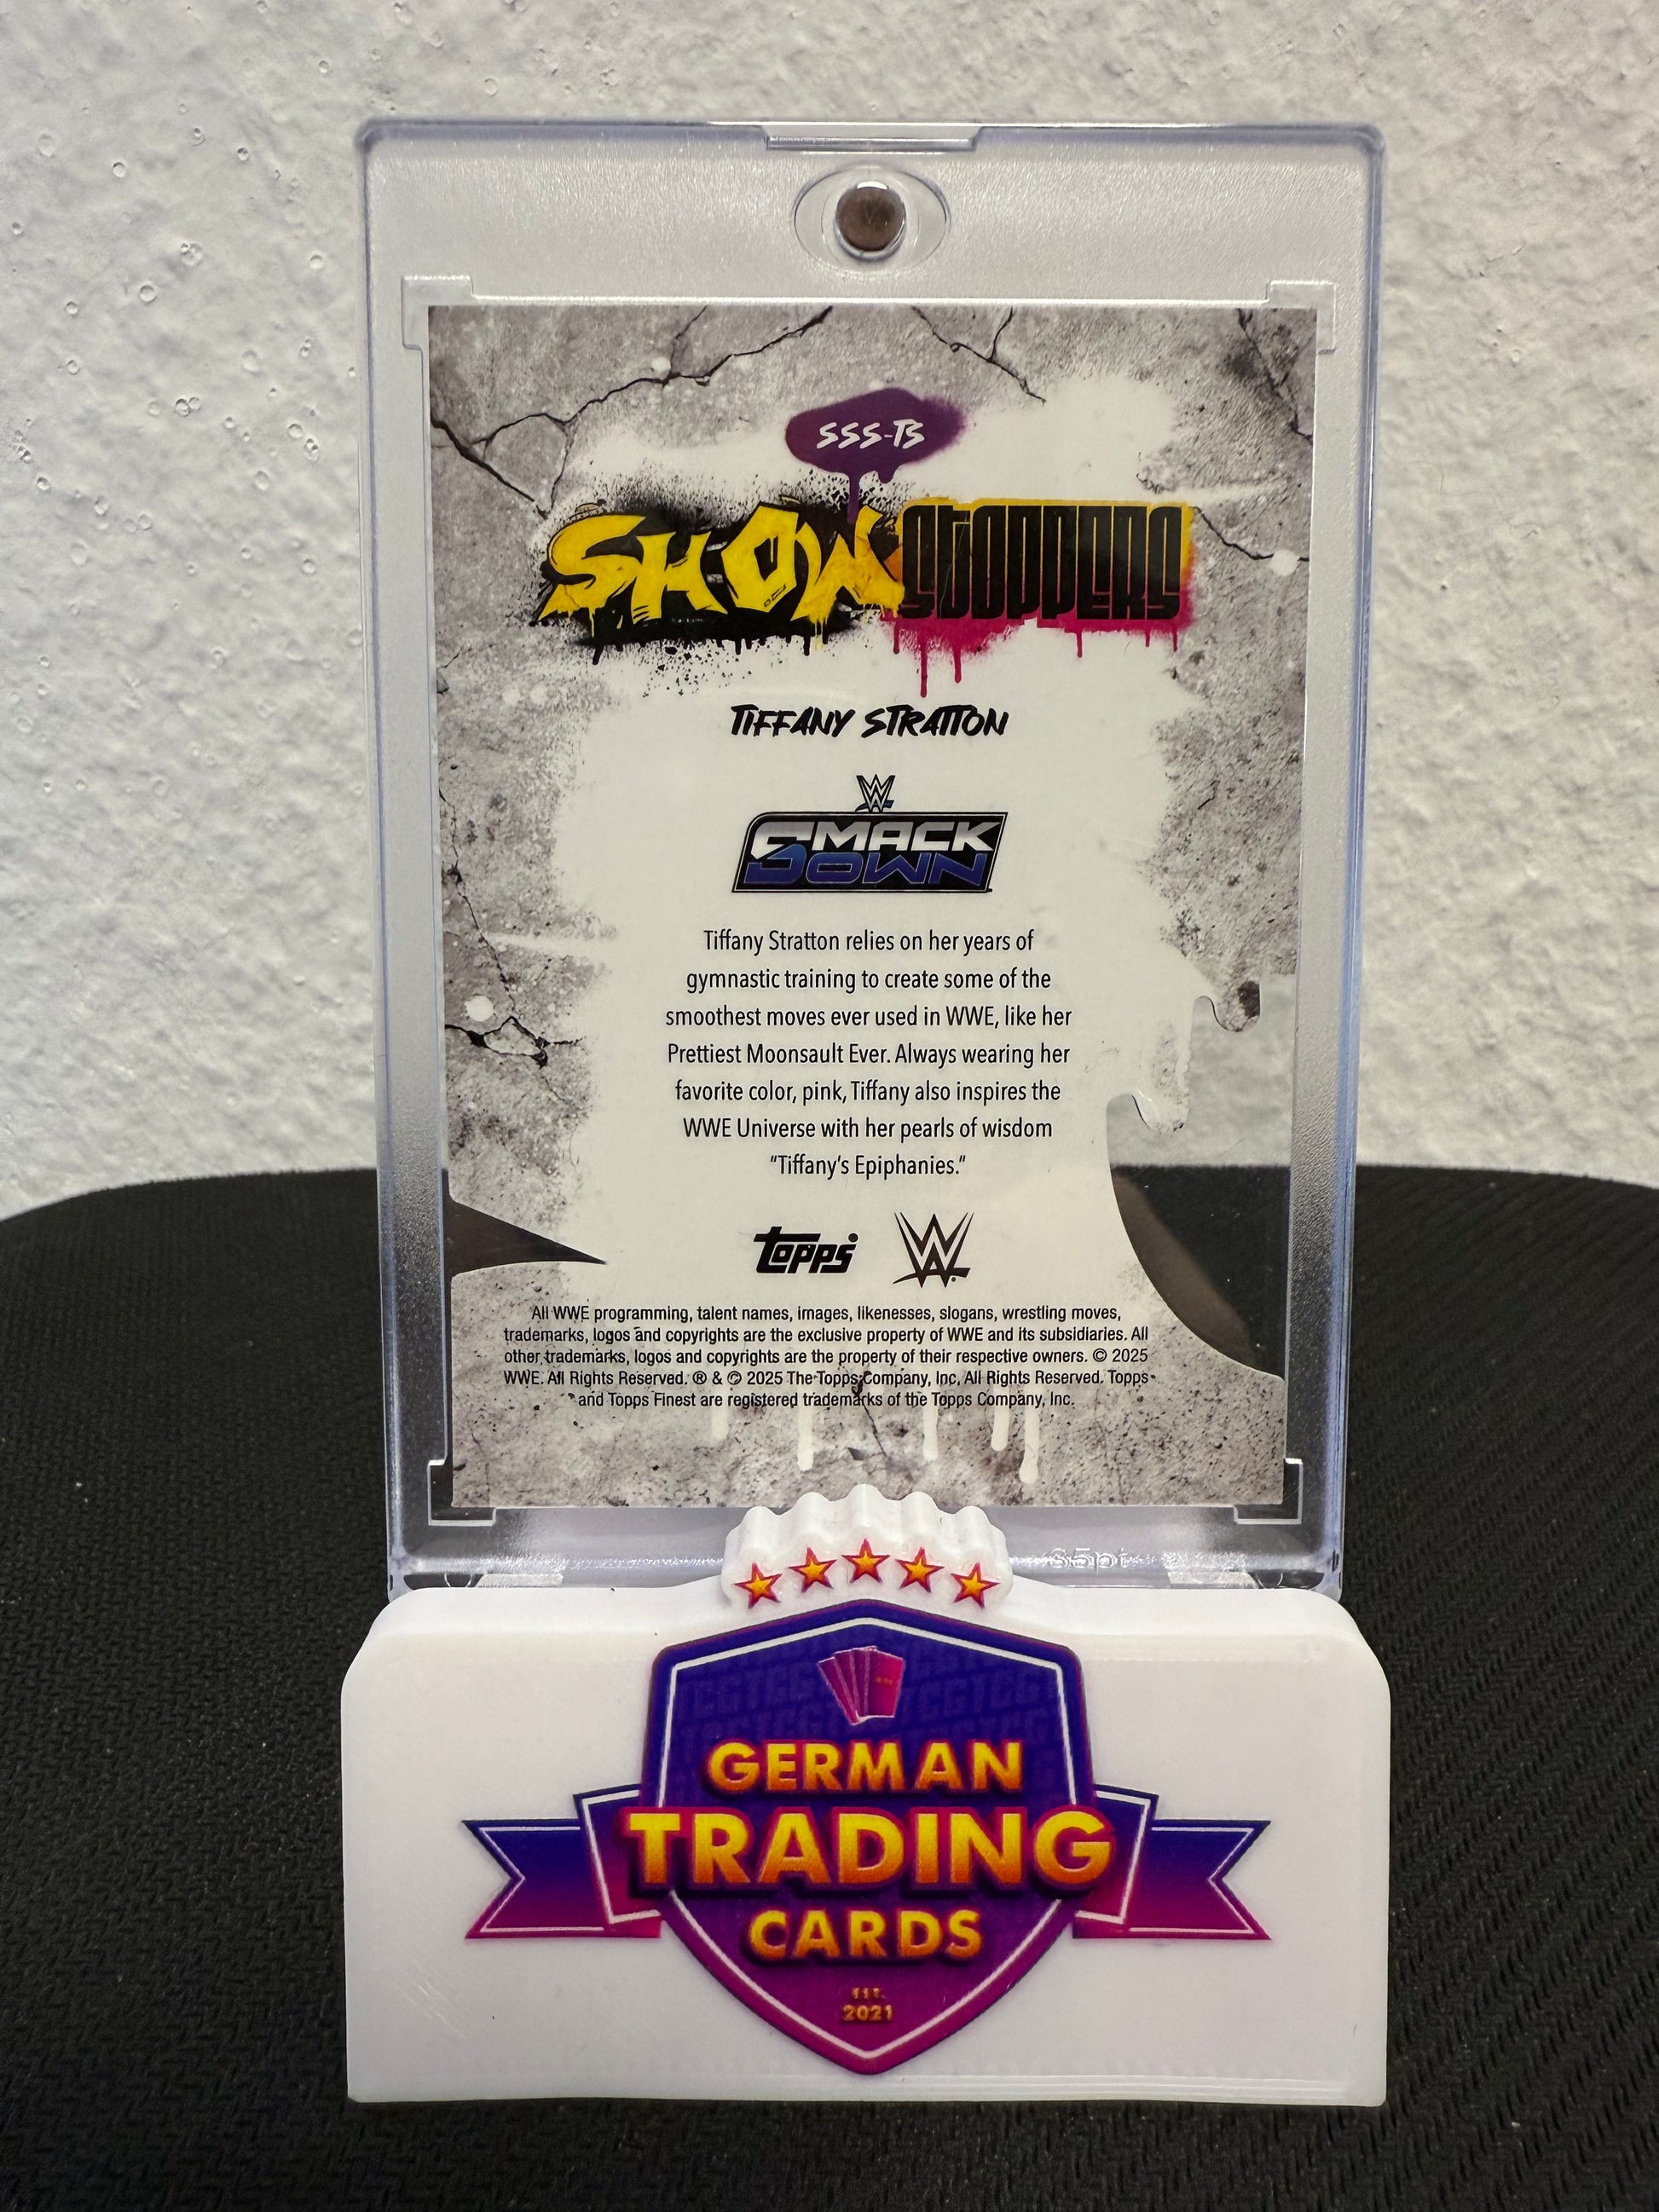 SSS-TS
SHOWSTOPPERS
TIFFANY STRATTON
W
SMACK
DOWN
Tiffany Stratton relies on her years of
gymnastic training to create some of the
smoothest moves ever used in WWE, like her
Prettiest Moonsault Ever. Always wearing her
favorite color, pink, Tiffany also inspires the
WWE Universe with her pearls of wisdom
"Tiffany's Epiphanies."
topps W
All WWE programming, talent names, images, likenesses, slogans, wrestling moves,
trademarks, logos and copyrights are the exclusive property of WWE and its subsidiaries. All
other trademarks, logos and copyrights are the property of their respective owners. © 2025
WWE. All Rights Reserved. ® & © 2025 The Topps Company, Inc. All Rights Reserved. Topps
and Topps Finest are registered trademarks of the Topps Company, Inc.
35pt
GERMAN
TRADING
CARDS
EST.
2021